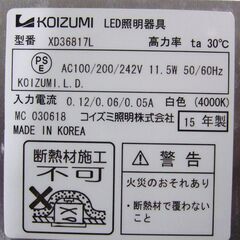 KOIZUMI LED照明器具
型名 XD36817L 高力率 ta 30℃
PS E AC100/200/242V 11.5W 50/60Hz
KOIZUMI.L.D.
入力電流 0.12/0.06/0.05A 白色 (4000K)
MC 030618 コイズミ照明株式会社
MADE IN KOREA 15年製
断熱材施工
不可
警告
火災のおそれあり
・断熱材で覆わない
こと